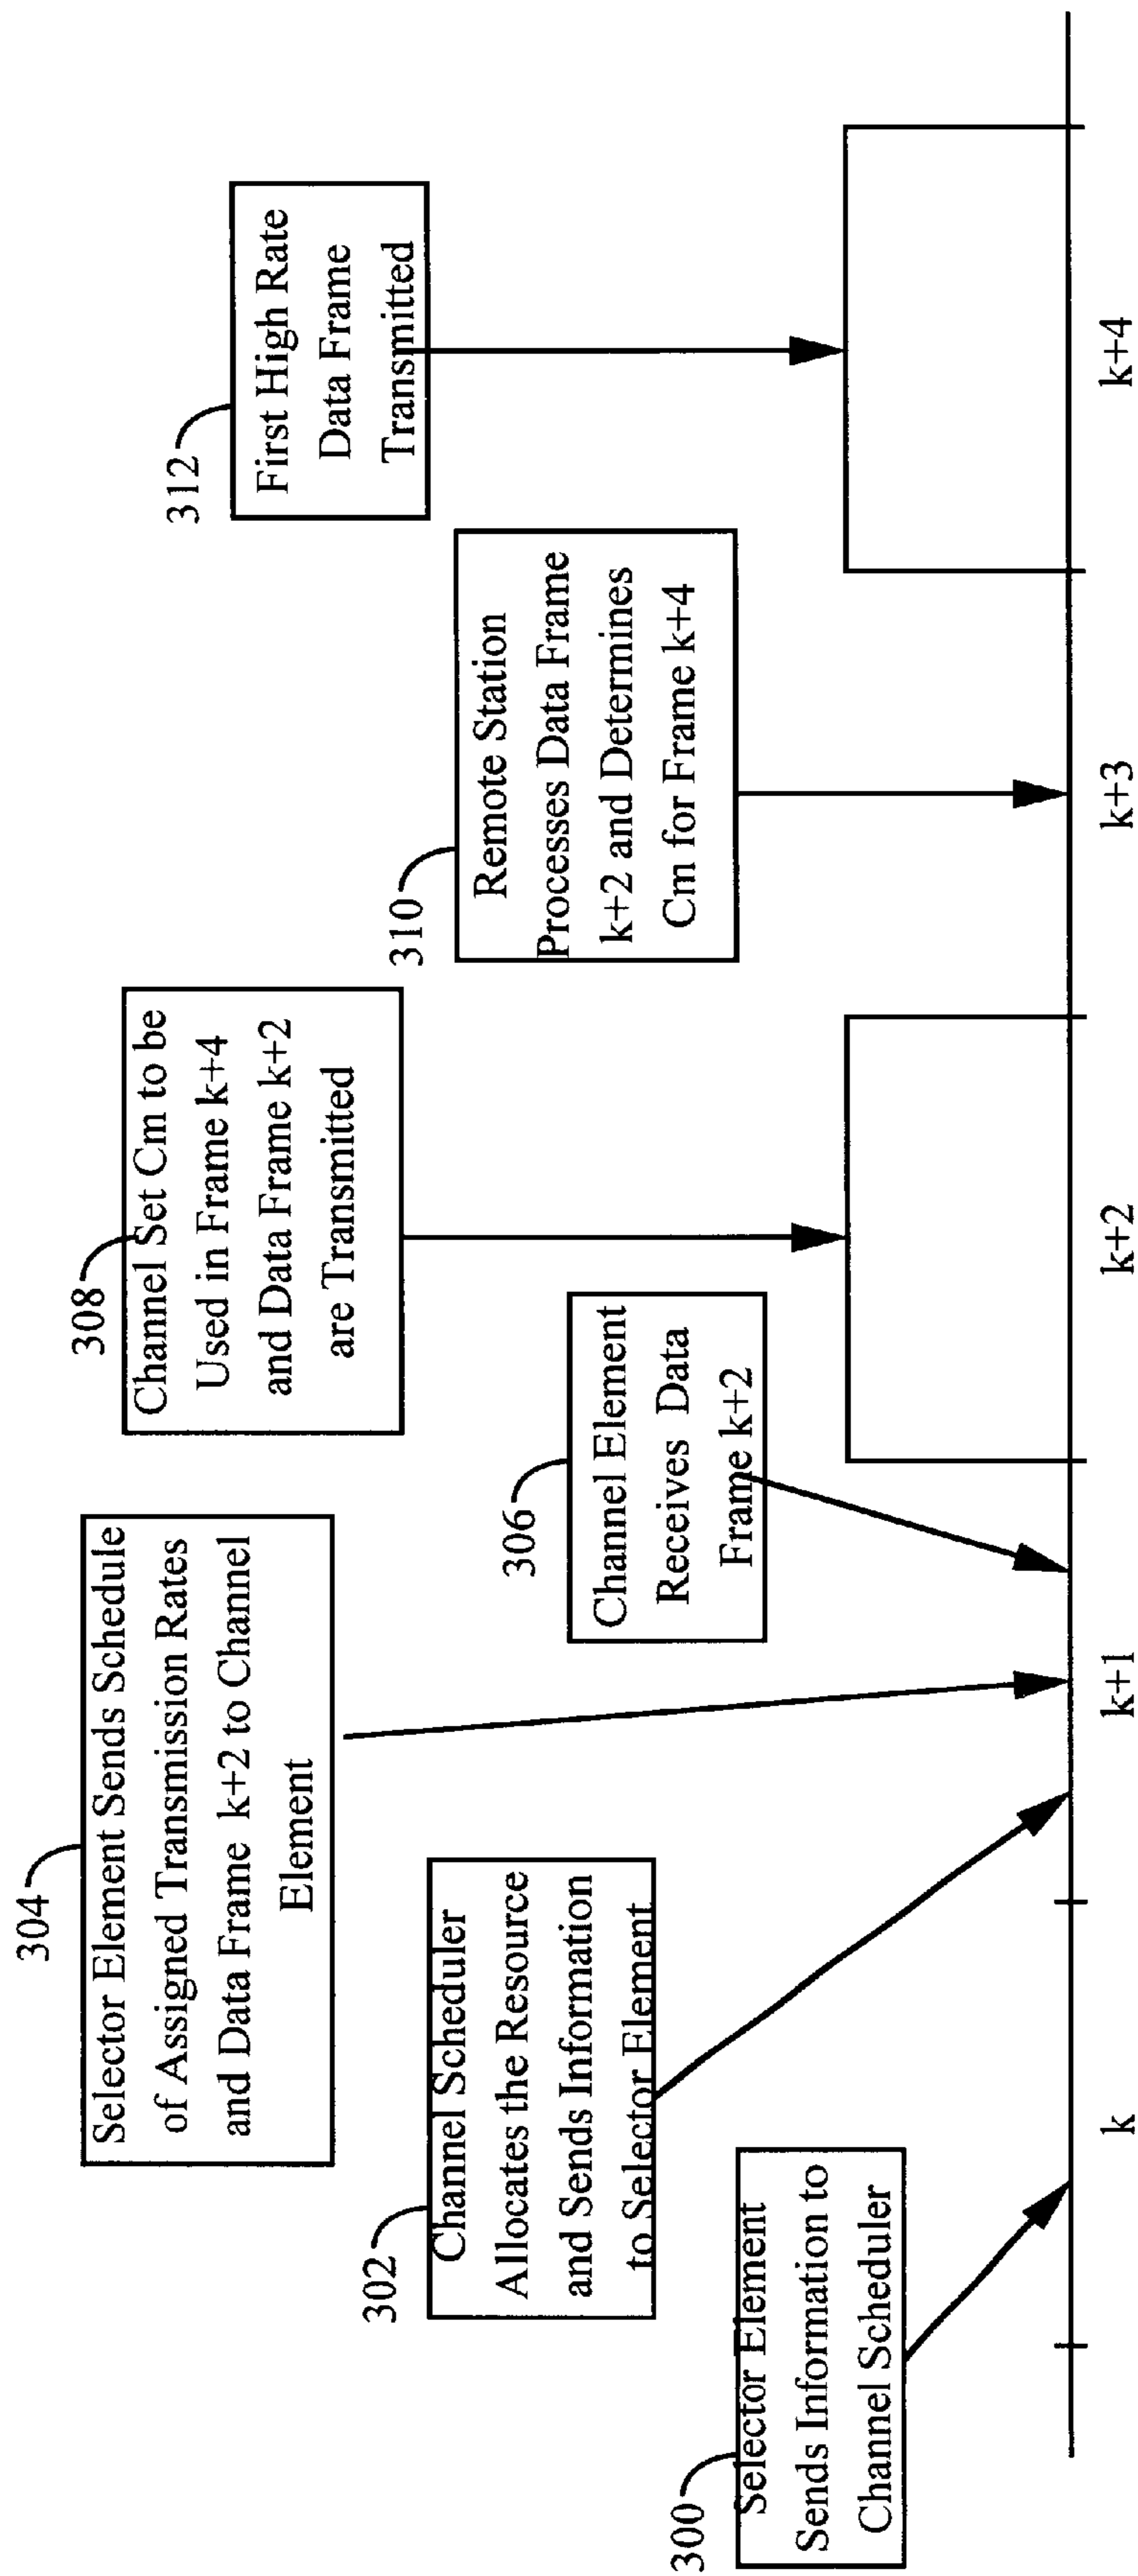 300
Selector Element
Sends Information to
Channel Scheduler
302
Channel Scheduler
Allocates the Resource
and Sends Information
to Selector Element
304
Selector Element Sends Schedule
of Assigned Transmission Rates
and Data Frame k+2 to Channel
Element
306
Channel Element
Receives Data
Frame k+2
308
Channel Set Cm to be
Used in Frame k+4
and Data Frame k+2
are Transmitted
310
Remote Station
Processes Data Frame
k+2 and Determines
Cm for Frame k+4
312
First High Rate
Data Frame
Transmitted
k
k+1
k+2
k+3
k+4